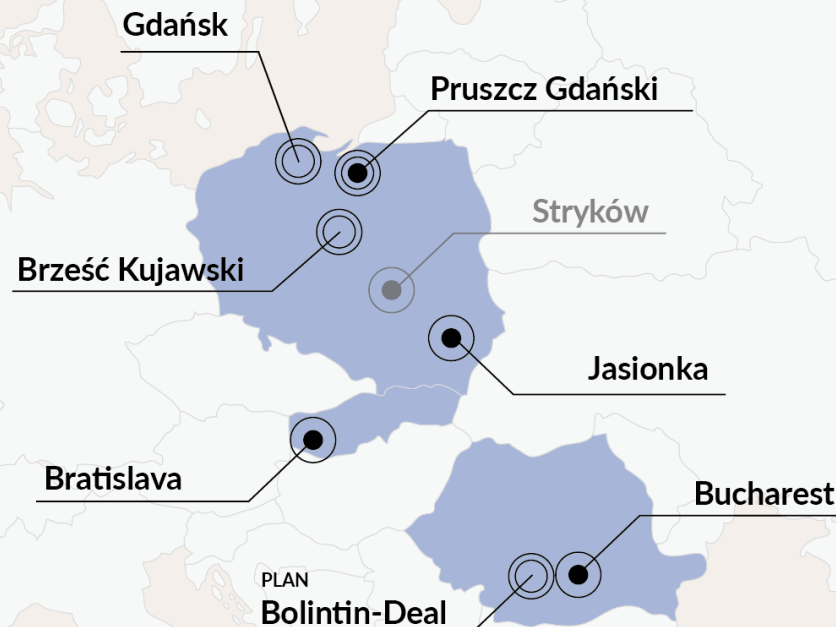 Gdańsk
Pruszcz Gdański
Stryków
Brześć Kujawski
Jasionka
Bratislava
Bucharest
PLAN
Bolintin-Deal